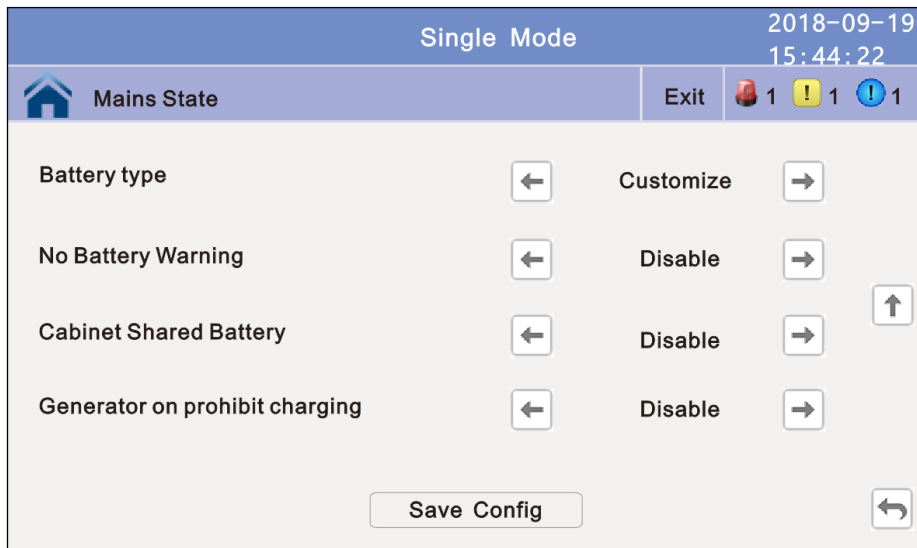 Single Mode
2018-09-19
15:44:22
Mains State
Exit
1
! 1
! 1
Battery type
Customize
No Battery Warning
Disable
Cabinet Shared Battery
Disable
Generator on prohibit charging
Disable
Save Config